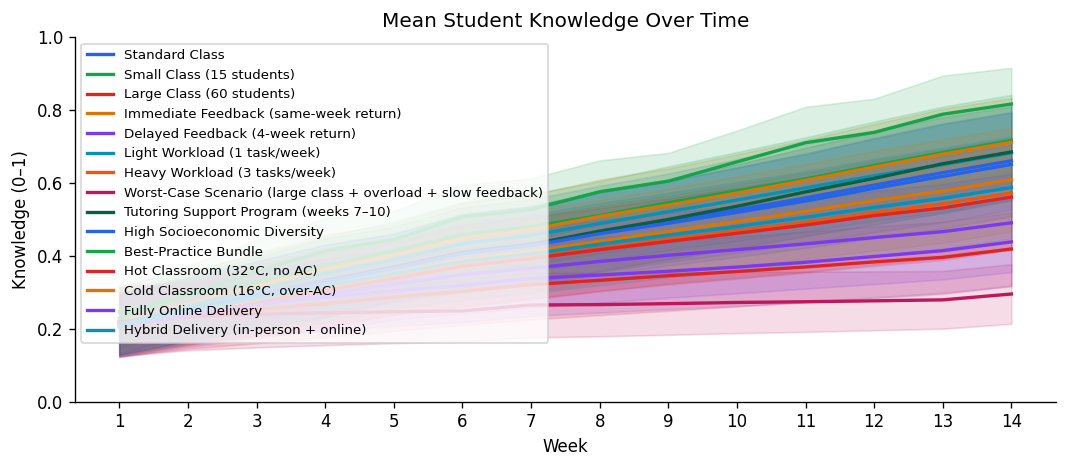 Mean Student Knowledge Over Time
Knowledge (0–1)
1.0
0.8
0.6
0.4
0.2
0.0
Standard Class
Small Class (15 students)
Large Class (60 students)
Immediate Feedback (same-week return)
Delayed Feedback (4-week return)
Light Workload (1 task/week)
Heavy Workload (3 tasks/week)
Worst-Case Scenario (large class + overload + slow feedback)
Tutoring Support Program (weeks 7–10)
High Socioeconomic Diversity
Best-Practice Bundle
Hot Classroom (32°C, no AC)
Cold Classroom (16°C, over-AC)
Fully Online Delivery
Hybrid Delivery (in-person + online)
1 2 3 4 5 6 7 8 9 10 11 12 13 14
Week